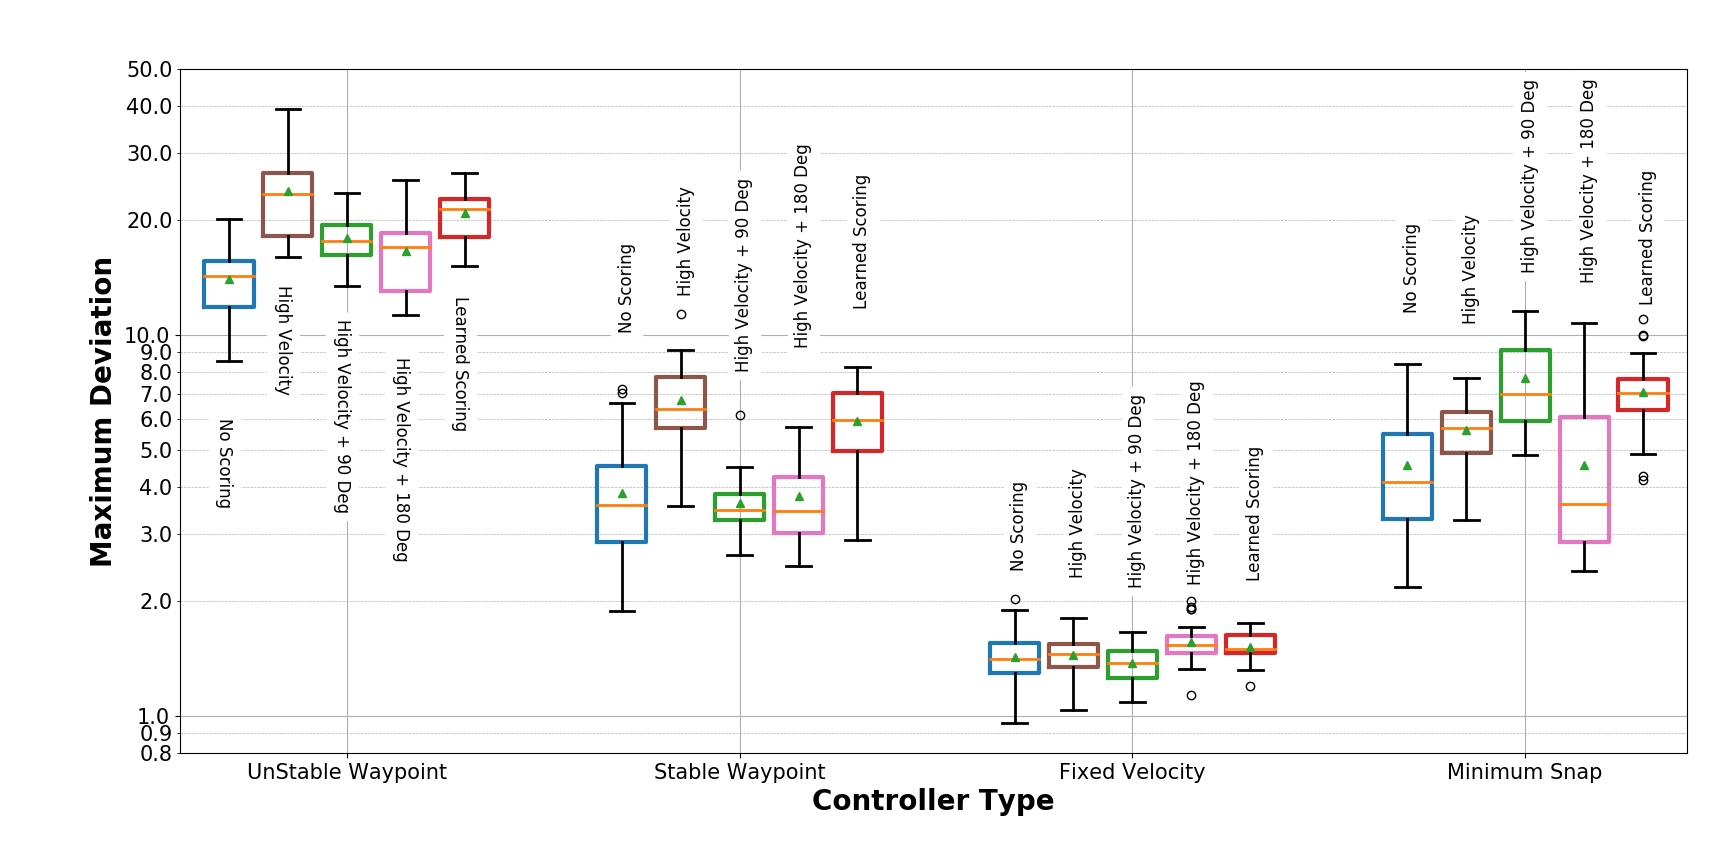 50.0
40.0
30.0
20.0
10.0
9.0
8.0
7.0
6.0
5.0
4.0
3.0
2.0
1.0
0.9
0.8
Maximum Deviation
No Scoring
High Velocity
High Velocity + 90 Deg
High Velocity + 180 Deg
Learned Scoring
No Scoring
High Velocity
High Velocity + 90 Deg
High Velocity + 180 Deg
Learned Scoring
No Scoring
High Velocity
High Velocity + 90 Deg
High Velocity + 180 Deg
Learned Scoring
No Scoring
High Velocity
High Velocity + 90 Deg
High Velocity + 180 Deg
Learned Scoring
UnStable Waypoint
Stable Waypoint
Fixed Velocity
Minimum Snap
Controller Type